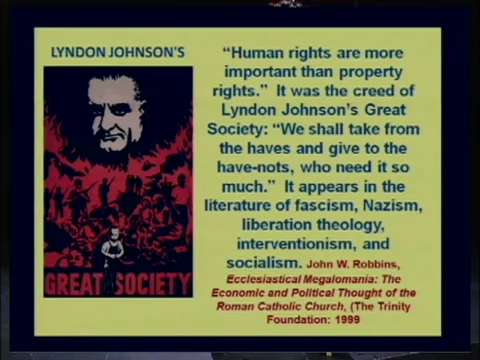 LYNDON JOHNSON'S
GREAT SOCIETY
“Human rights are more
important than property
rights.” It was the creed of
Lyndon Johnson’s Great
Society: “We shall take from
the haves and give to the
have-nots, who need it so
much.” It appears in the
literature of fascism, Nazism,
liberation theology,
interventionism, and
socialism. John W. Robbins,
Ecclesiastical Megalomania: The
Economic and Political Thought of the
Roman Catholic Church, (The Trinity
Foundation: 1999